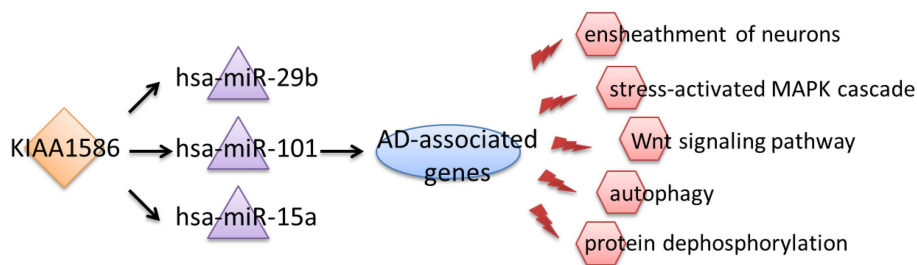 KIAA1586
hsa-miR-29b
hsa-miR-101
hsa-miR-15a
AD-associated
genes
ensheathment of neurons
stress-activated MAPK cascade
Wnt signaling pathway
autophagy
protein dephosphorylation